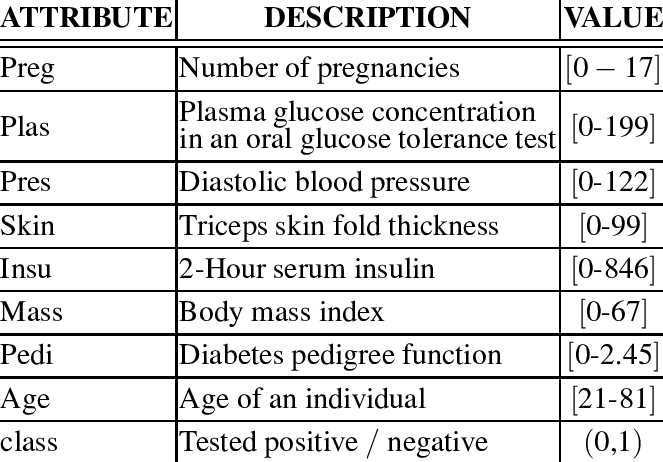 ATTRIBUTE DESCRIPTION VALUE
Preg Number of pregnancies [0 − 17]
Plas Plasma glucose concentration
in an oral glucose tolerance test [0-199]
Pres Diastolic blood pressure [0-122]
Skin Triceps skin fold thickness [0-99]
Insu 2-Hour serum insulin [0-846]
Mass Body mass index [0-67]
Pedi Diabetes pedigree function [0-2.45]
Age Age of an individual [21-81]
class Tested positive / negative (0,1)